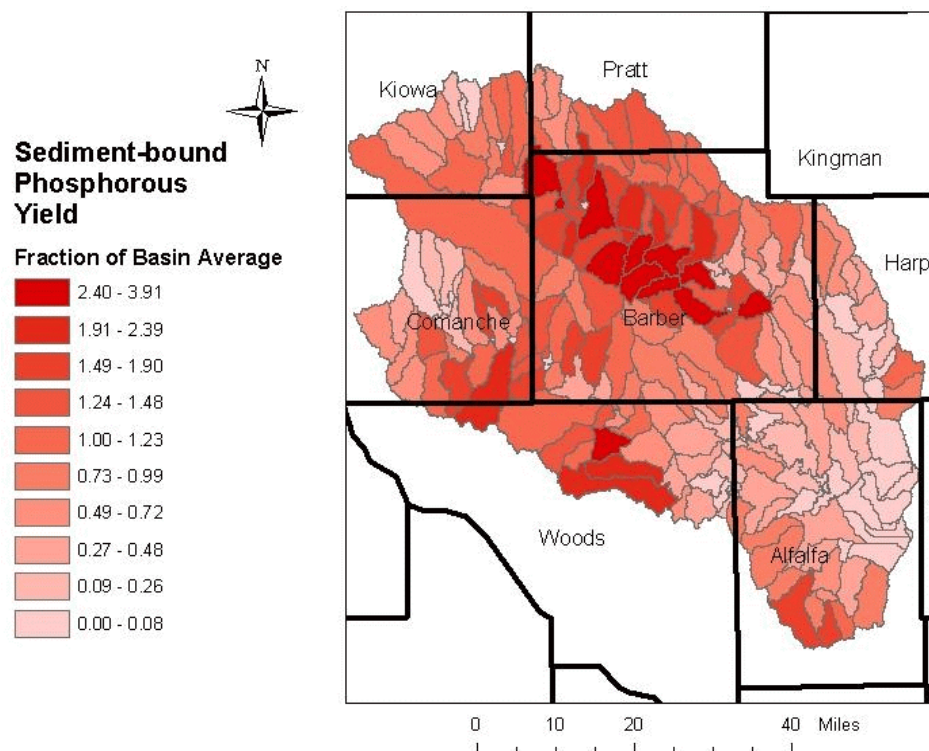 N
Sediment-bound
Phosphorous
Yield
Fraction of Basin Average
2.40 - 3.91
1.91 - 2.39
1.49 - 1.90
1.24 - 1.48
1.00 - 1.23
0.73 - 0.99
0.49 - 0.72
0.27 - 0.48
0.09 - 0.26
0.00 - 0.08
Pratt
Kiowa
Kingman
Harp
Comanche
Barber
Woods
Alfalfa
0 10 20 40 Miles